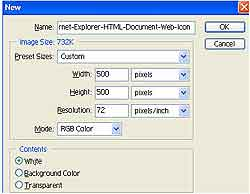 New
Name: rnet-Explorer-HTML-Document-Web-Icon
OK
Image Size: 732K
Cancel
Preset Sizes: Custom
Width: 500 pixels
Height: 500 pixels
Resolution: 72 pixels/inch
Mode: RGB Color
Contents
White
Background Color
Transparent